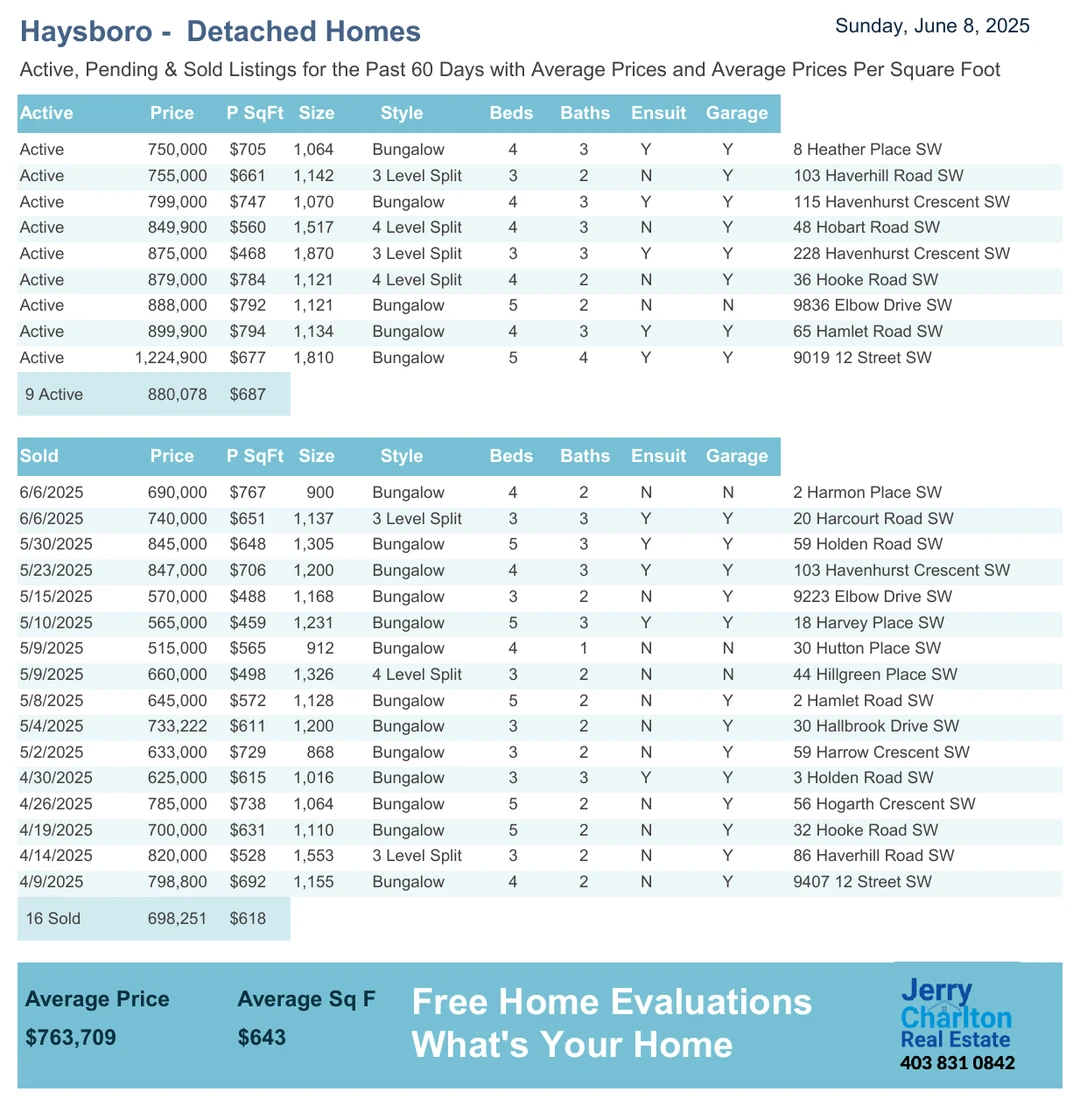 Haysboro -  Detached Homes
Sunday, June 8, 2025
Active, Pending & Sold Listings for the Past 60 Days with Average Prices and Average Prices Per Square Foot
Active Price P SqFt Size Style Beds Baths Ensuit Garage
Active 750,000 $705 1,064 Bungalow 4 3 Y Y 8 Heather Place SW
Active 755,000 $661 1,142 3 Level Split 3 2 N Y 103 Haverhill Road SW
Active 799,000 $747 1,070 Bungalow 4 3 Y Y 115 Havenhurst Crescent SW
Active 849,900 $560 1,517 4 Level Split 4 3 N Y 48 Hobart Road SW
Active 875,000 $468 1,870 3 Level Split 3 3 Y Y 228 Havenhurst Crescent SW
Active 879,000 $784 1,121 4 Level Split 4 2 N Y 36 Hooke Road SW
Active 888,000 $792 1,121 Bungalow 5 2 N N 9836 Elbow Drive SW
Active 899,900 $794 1,134 Bungalow 4 3 Y Y 65 Hamlet Road SW
Active 1,224,900 $677 1,810 Bungalow 5 4 Y Y 9019 12 Street SW
9 Active 880,078 $687
Sold Price P SqFt Size Style Beds Baths Ensuit Garage
6/6/2025 690,000 $767 900 Bungalow 4 2 N N 2 Harmon Place SW
6/6/2025 740,000 $651 1,137 3 Level Split 3 3 Y Y 20 Harcourt Road SW
5/30/2025 845,000 $648 1,305 Bungalow 5 3 Y Y 59 Holden Road SW
5/23/2025 847,000 $706 1,200 Bungalow 4 3 Y Y 103 Havenhurst Crescent SW
5/15/2025 570,000 $488 1,168 Bungalow 3 2 N Y 9223 Elbow Drive SW
5/10/2025 565,000 $459 1,231 Bungalow 5 3 Y Y 18 Harvey Place SW
5/9/2025 515,000 $565 912 Bungalow 4 1 N N 30 Hutton Place SW
5/9/2025 660,000 $498 1,326 4 Level Split 3 2 N N 44 Hillgreen Place SW
5/8/2025 645,000 $572 1,128 Bungalow 5 2 N Y 2 Hamlet Road SW
5/4/2025 733,222 $611 1,200 Bungalow 3 2 N Y 30 Hallbrook Drive SW
5/2/2025 633,000 $729 868 Bungalow 3 2 N Y 59 Harrow Crescent SW
4/30/2025 625,000 $615 1,016 Bungalow 3 3 Y Y 3 Holden Road SW
4/26/2025 785,000 $738 1,064 Bungalow 5 2 N Y 56 Hogarth Crescent SW
4/19/2025 700,000 $631 1,110 Bungalow 5 2 N Y 32 Hooke Road SW
4/14/2025 820,000 $528 1,553 3 Level Split 3 2 N Y 86 Haverhill Road SW
4/9/2025 798,800 $692 1,155 Bungalow 4 2 N Y 9407 12 Street SW
16 Sold 698,251 $618
Average Price Average Sq F
$763,709 $643
Free Home Evaluations
What's Your Home
Jerry
Charlton
Real Estate
403 831 0842